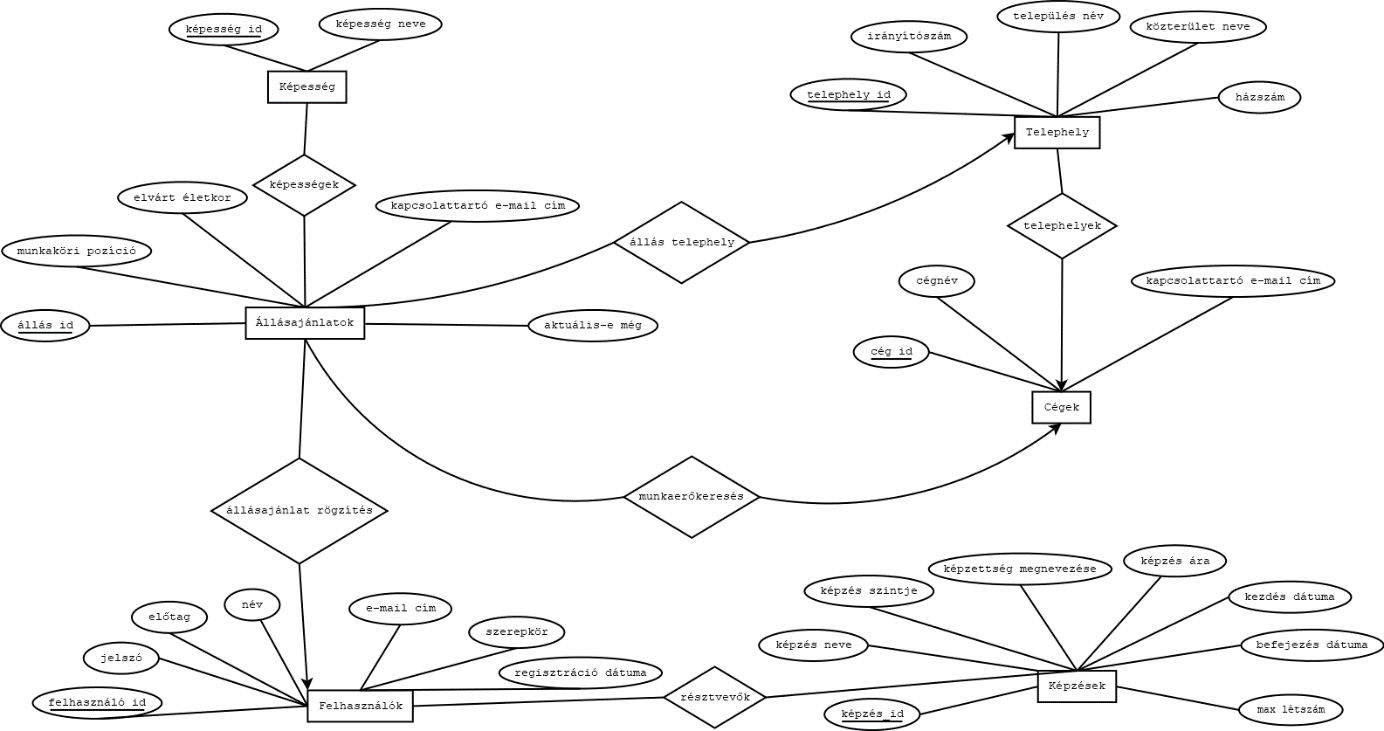 képesség id
képesség neve
Képesség
képességek
elvárt életkor
kapcsolattartó e-mail cím
munkaköri pozíció
állás id
Állásajánlatok
aktuális-e még
állás telephely
irányítószám
település név
közterület neve
telephely id
házszám
Telephely
telephelyek
cégnév
kapcsolattartó e-mail cím
cég id
Cégek
munkaerőkeresés
állásajánlat rögzítés
előtag
név
e-mail cím
szerepkör
jelszó
regisztráció dátuma
felhasználó id
Felhasználók
résztvevők
képzés szintje
képzettség megnevezése
képzés ára
kezdés dátuma
képzés neve
befejezés dátuma
Képzések
képzés_id
max létszám